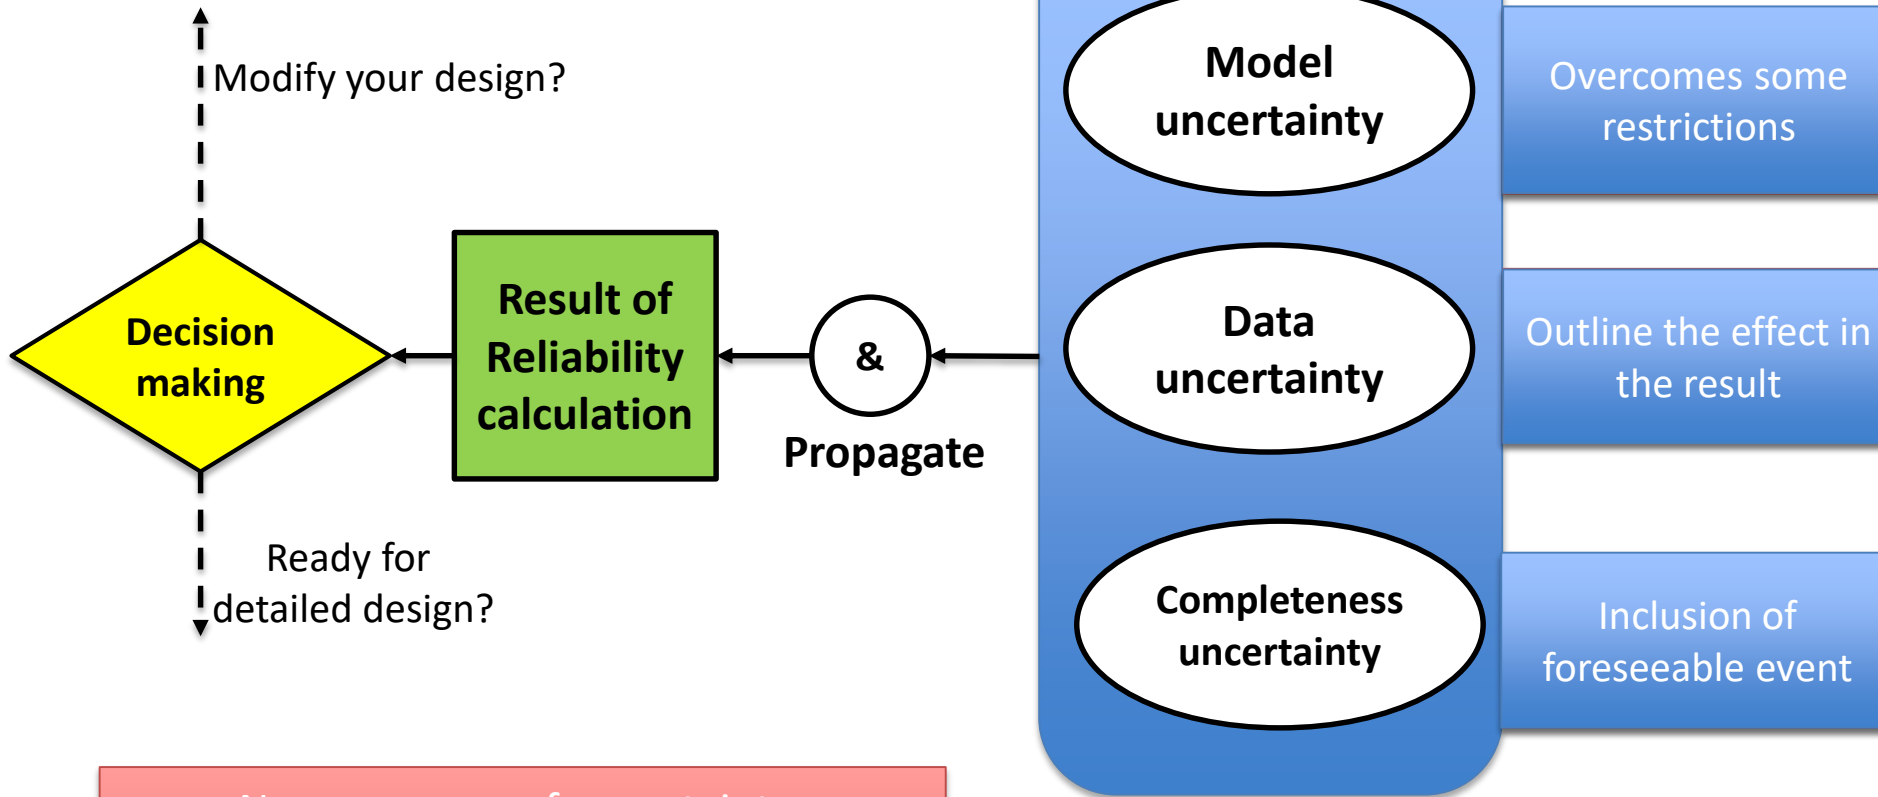 Modify your design?
Model
uncertainty
Overcomes some
restrictions
Decision
making
Result of
Reliability
calculation
&
Propagate
Data
uncertainty
Outline the effect in
the result
Ready for
detailed design?
Completeness
uncertainty
Inclusion of
foreseeable event